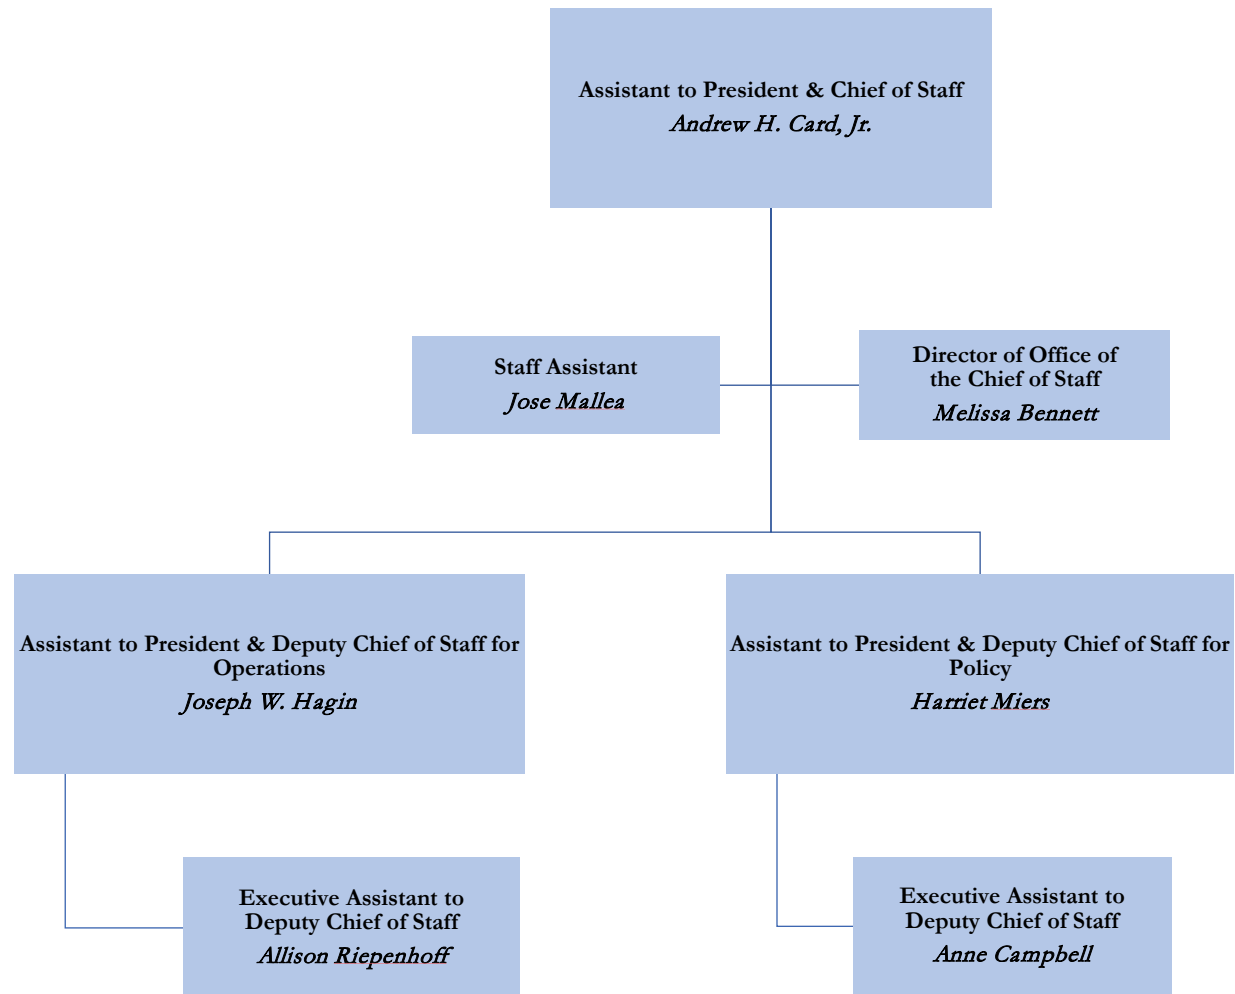 Assistant to President & Chief of Staff
Andrew H. Card, Jr.
Staff Assistant
Jose Mallea
Director of Office of
the Chief of Staff
Melissa Bennett
Assistant to President & Deputy Chief of Staff for
Operations
Joseph W. Hagin
Assistant to President & Deputy Chief of Staff for
Policy
Harriet Miers
Executive Assistant to
Deputy Chief of Staff
Allison Riepenhoff
Executive Assistant to
Deputy Chief of Staff
Anne Campbell